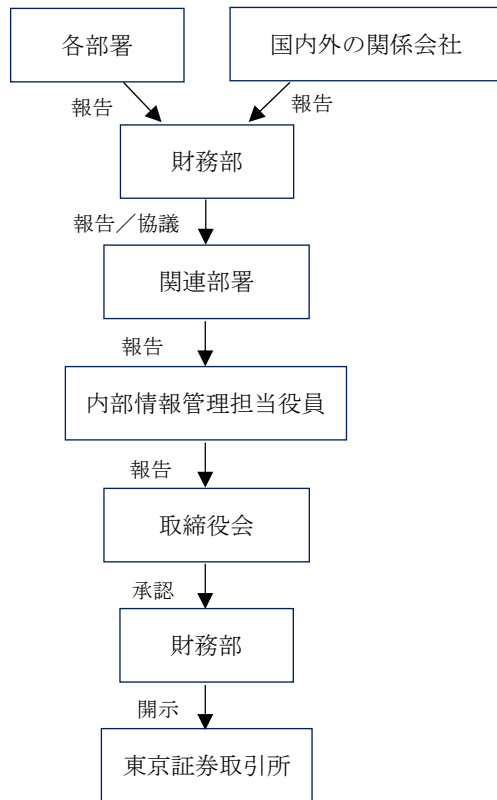 各部署
国内外の関係会社
報告
報告
財務部
報告／協議
関連部署
報告
内部情報管理担当役員
報告
取締役会
承認
財務部
開示
東京証券取引所